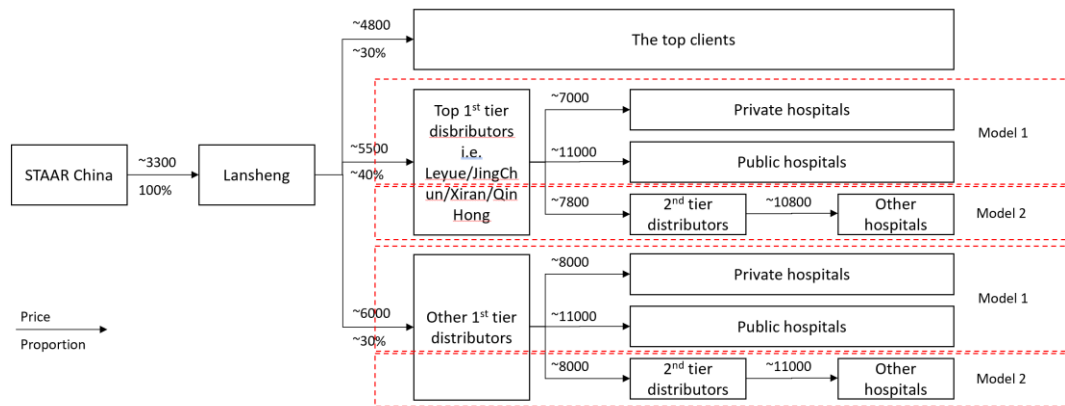 ~4800
~30%
The top clients
Top 1st tier
disbributors
i.e.
Leyue/JingCh
un/Xiran/Qin
Hong
~7000
Private hospitals
Model 1
~11000
Public hospitals
STAAR China
~3300
100%
Lansheng
~5500
~40%
~7800
2nd tier
distributors
~10800
Other
hospitals
Model 2
~8000
Private hospitals
Model 1
Price
Proportion
~6000
~30%
Other 1st tier
distributors
~11000
Public hospitals
~8000
2nd tier
distributors
~11000
Other
hospitals
Model 2